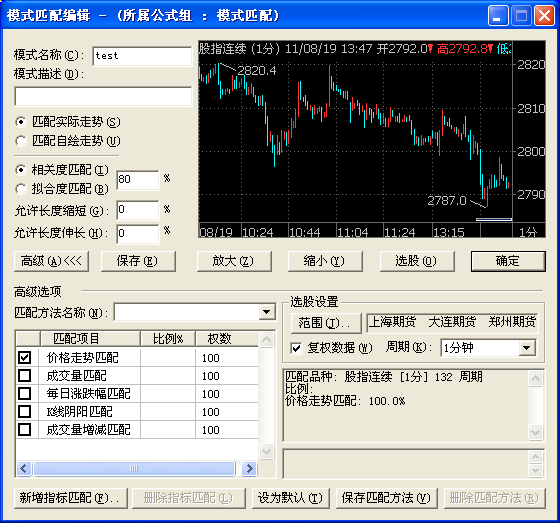 模式匹配编辑 - (所属公式组 : 模式匹配)
模式名称(C): test
模式描述(D):
匹配实际走势(S)
匹配自绘走势(U)
相关度匹配(I) 80 %
拟合度匹配(B)
允许长度缩短(G): 0 %
允许长度伸长(H): 0 %
股指连续 (1分) 11/08/19 13:47 开2792.0 高2792.8 低
2820.4
2820
2810
2800
2790
2787.0
08/19 10:24 10:44 11:04 11:24 13:15 1分
高级(A)<<< 保存(E) 放大(Z) 缩小(Y) 选股(O) 确定
高级选项
匹配方法名称(N):
匹配项目 比例% 权数
价格走势匹配 100
成交量匹配 100
每日涨跌幅匹配 100
K线阴阳匹配 100
成交量增减匹配 100
选股设置
范围(J).. 上海期货 大连期货 郑州期货
复权数据(W) 周期(K): 1分钟
匹配品种: 股指连续 [1分] 132 周期
比例:
价格走势匹配: 100.0%
新增指标匹配(F).. 删除指标匹配(L) 设为默认(T) 保存匹配方法(V) 删除匹配方法(R)